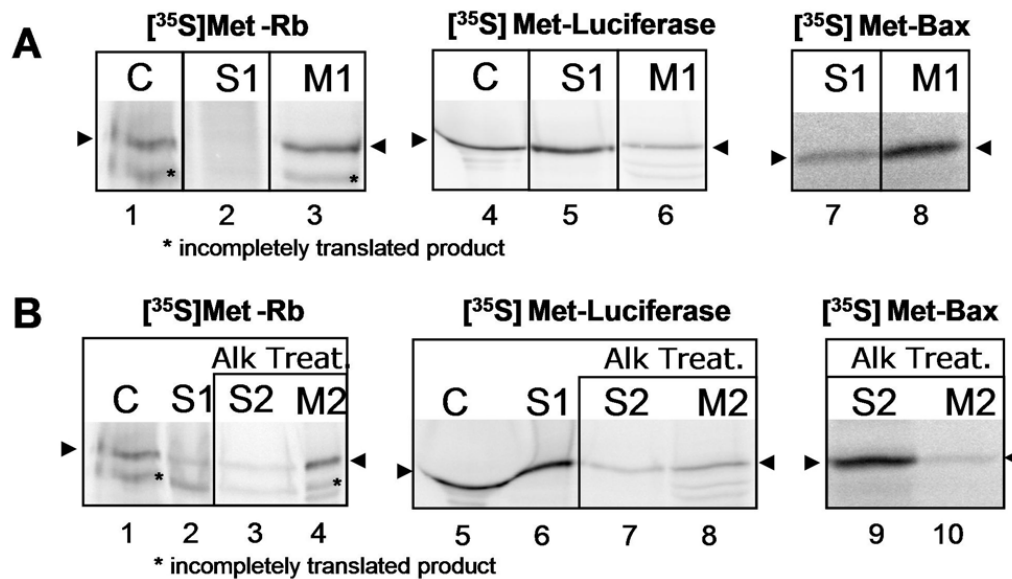 A
[³⁵S]Met -Rb
[³⁵S] Met-Luciferase
[³⁵S] Met-Bax
C S1 M1
C S1 M1
S1 M1
*
*
1 2 3
4 5 6
7 8
* incompletely translated product
B
[³⁵S]Met -Rb
[³⁵S] Met-Luciferase
[³⁵S] Met-Bax
Alk Treat.
Alk Treat.
Alk Treat.
C S1 S2 M2
C S1 S2 M2
S2 M2
*
*
1 2 3 4
5 6 7 8
9 10
* incompletely translated product